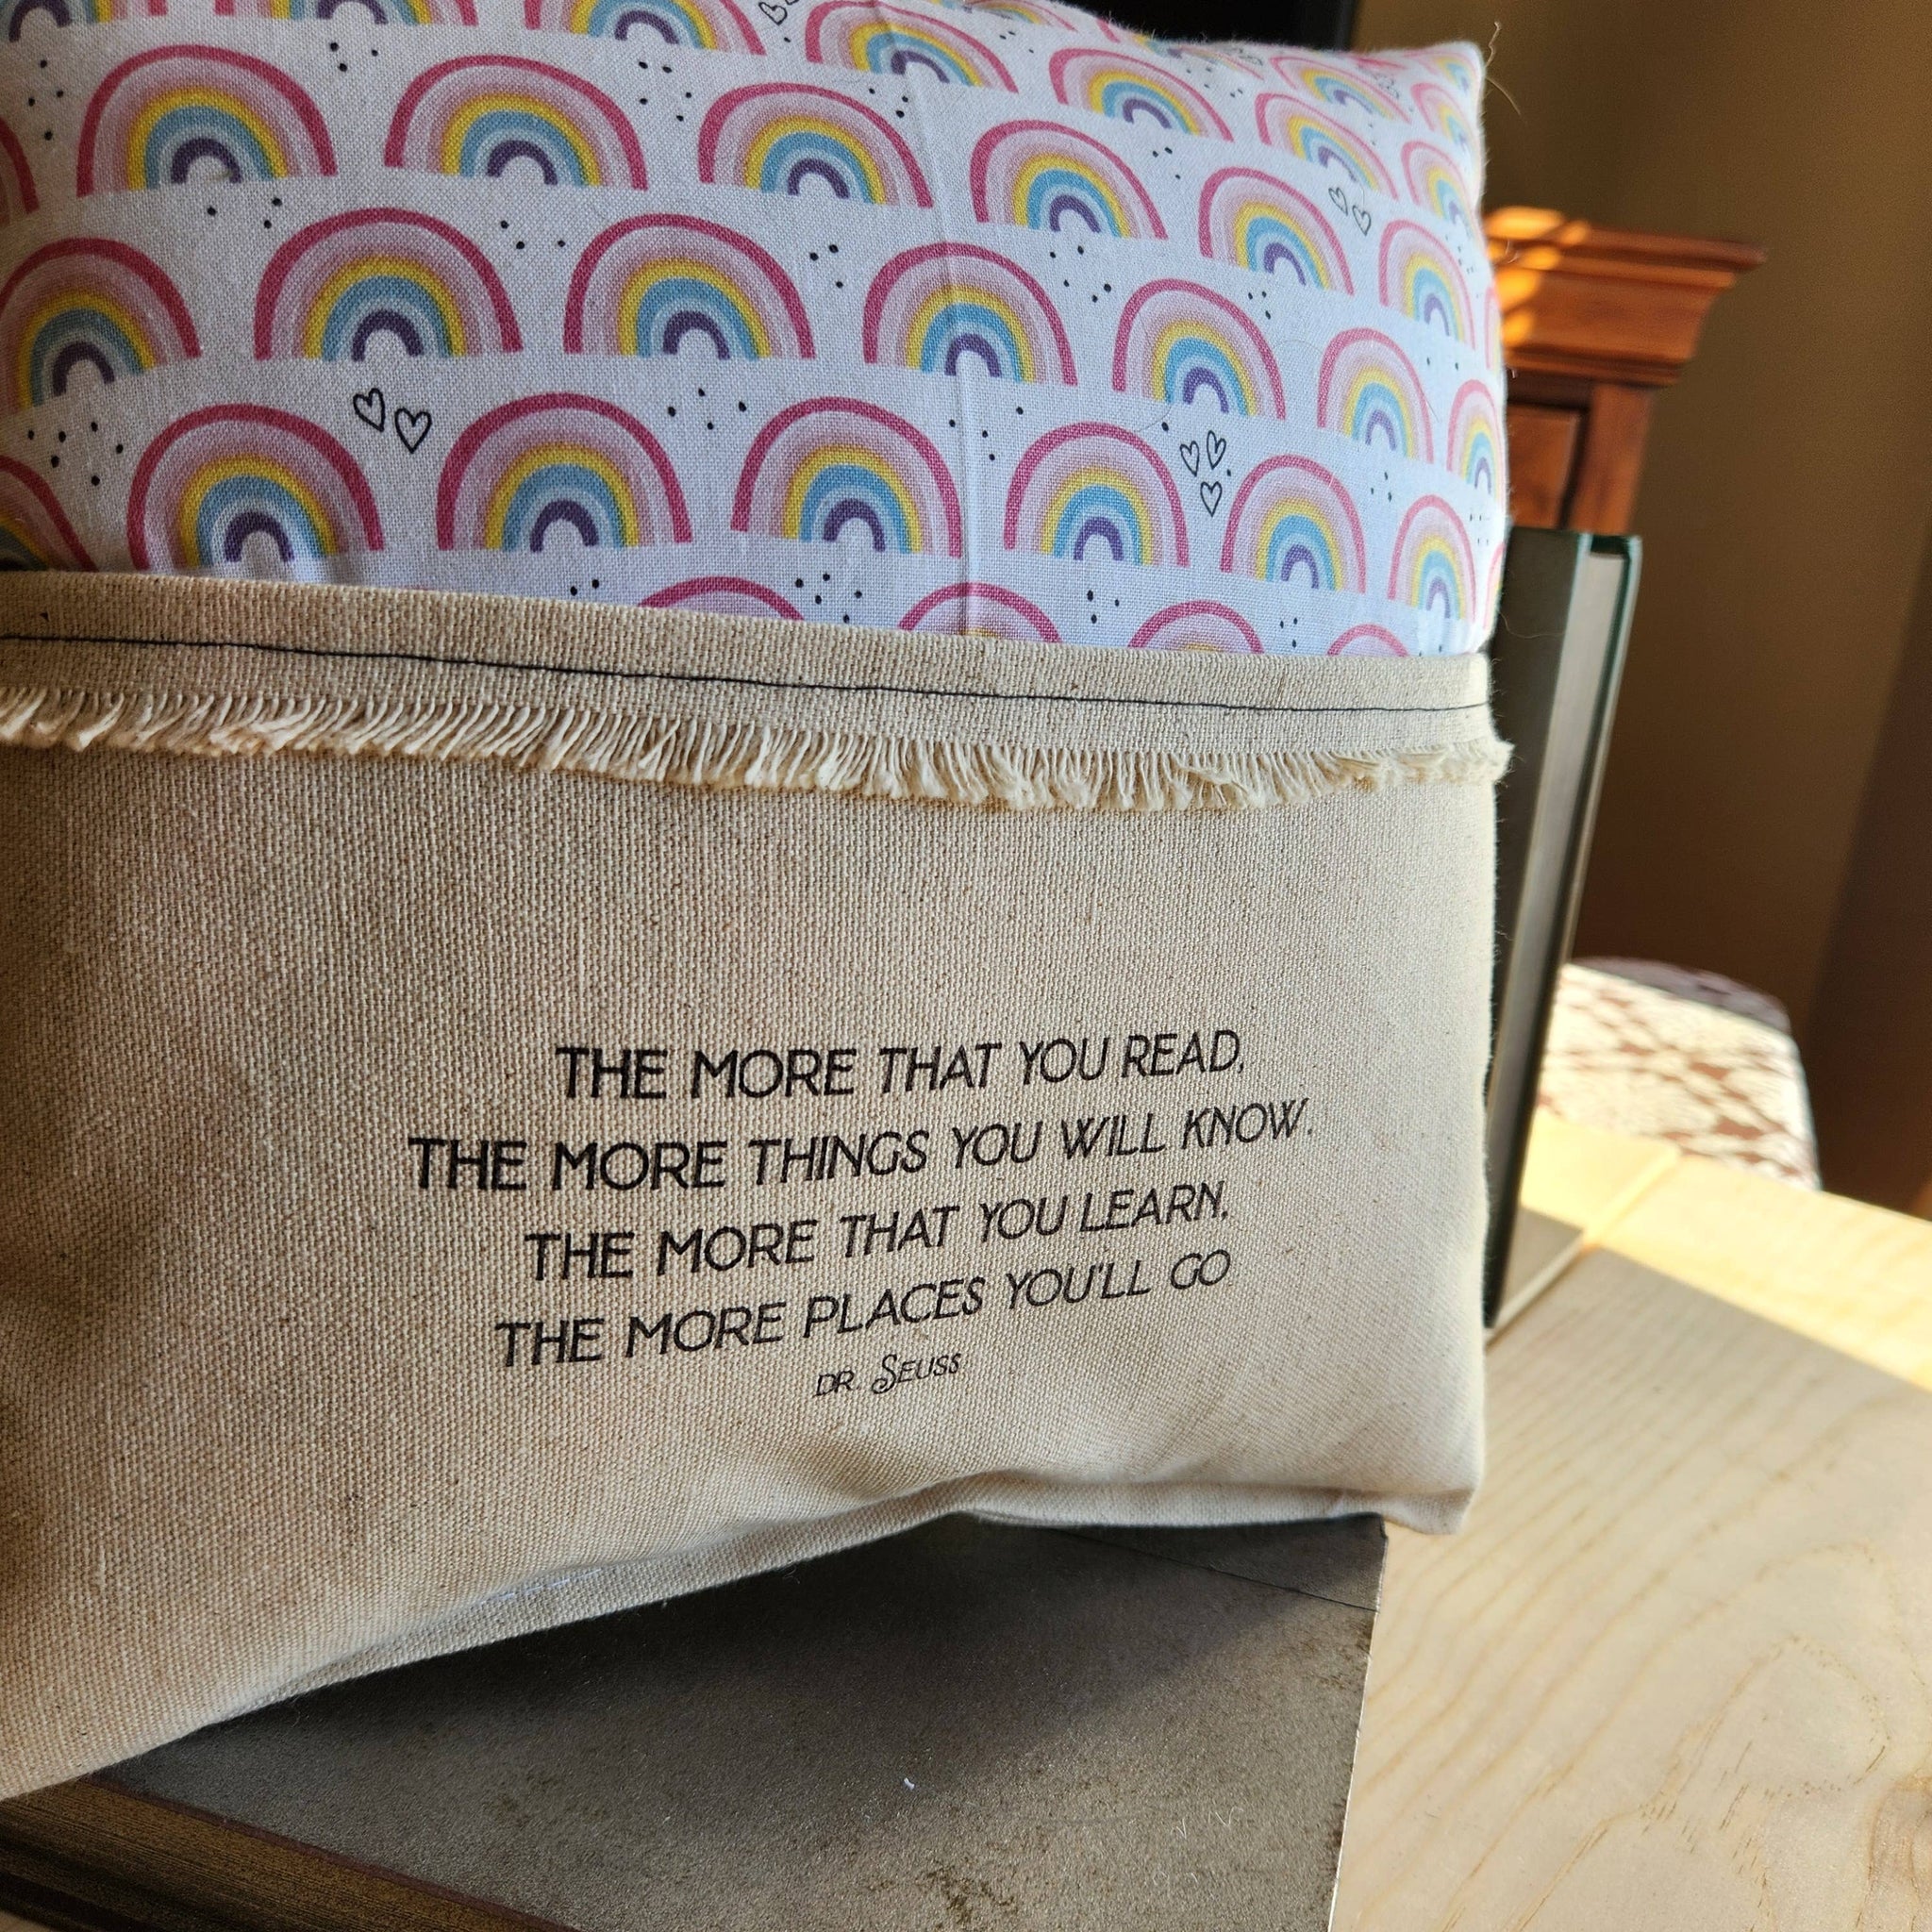 THE MORE THAT YOU READ,
THE MORE THINGS YOU WILL KNOW.
THE MORE THAT YOU LEARN,
THE MORE PLACES YOU'LL GO
DR. SEUSS